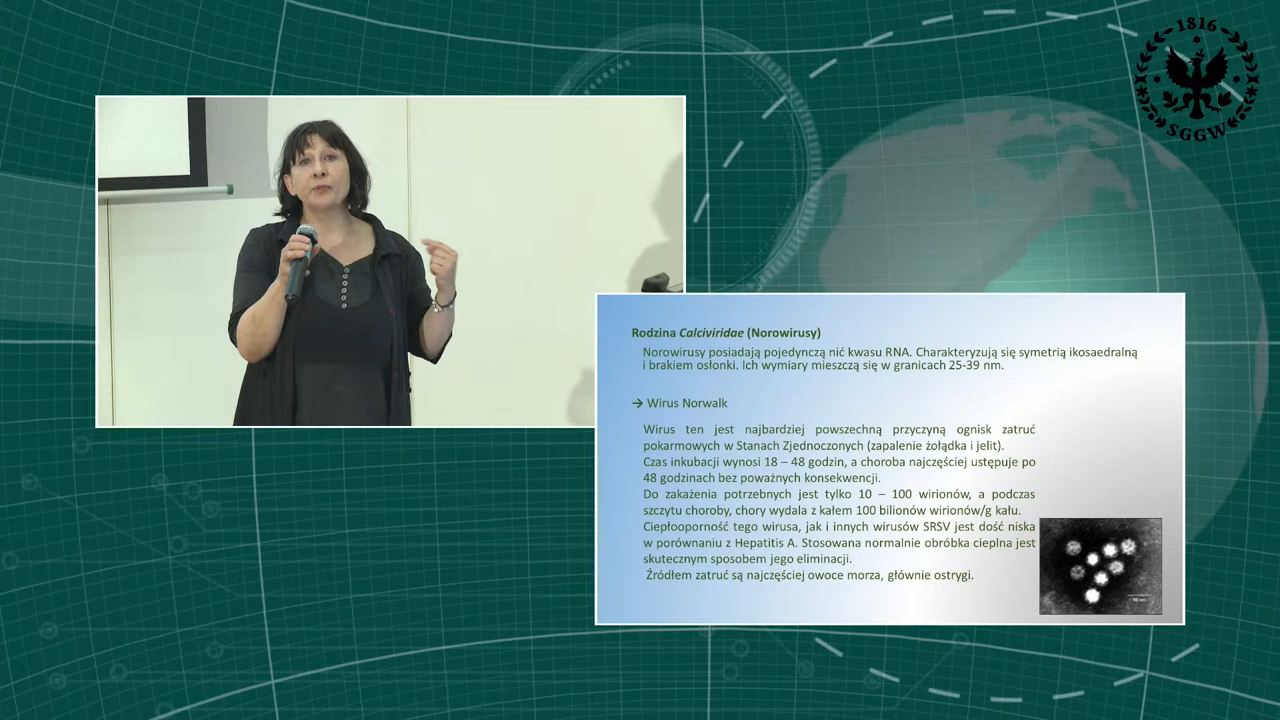 1816
SGGW
Rodzina Calciviridae (Norowirusy)
Norowirusy posiadają pojedynczą nić kwasu RNA. Charakteryzują się symetrią ikosaedralną
i brakiem osłonki. Ich wymiary mieszczą się w granicach 25-39 nm.
→ Wirus Norwalk
Wirus ten jest najbardziej powszechną przyczyną ognisk zatruć
pokarmowych w Stanach Zjednoczonych (zapalenie żołądka i jelit).
Czas inkubacji wynosi 18 – 48 godzin, a choroba najczęściej ustępuje po
48 godzinach bez poważnych konsekwencji.
Do zakażenia potrzebnych jest tylko 10 – 100 wirionów, a podczas
szczytu choroby, chory wydala z kałem 100 bilionów wirionów/g kału.
Ciepłooporność tego wirusa, jak i innych wirusów SRSV jest dość niska
w porównaniu z Hepatitis A. Stosowana normalnie obróbka cieplna jest
skutecznym sposobem jego eliminacji.
Źródłem zatruć są najczęściej owoce morza, głównie ostrygi.